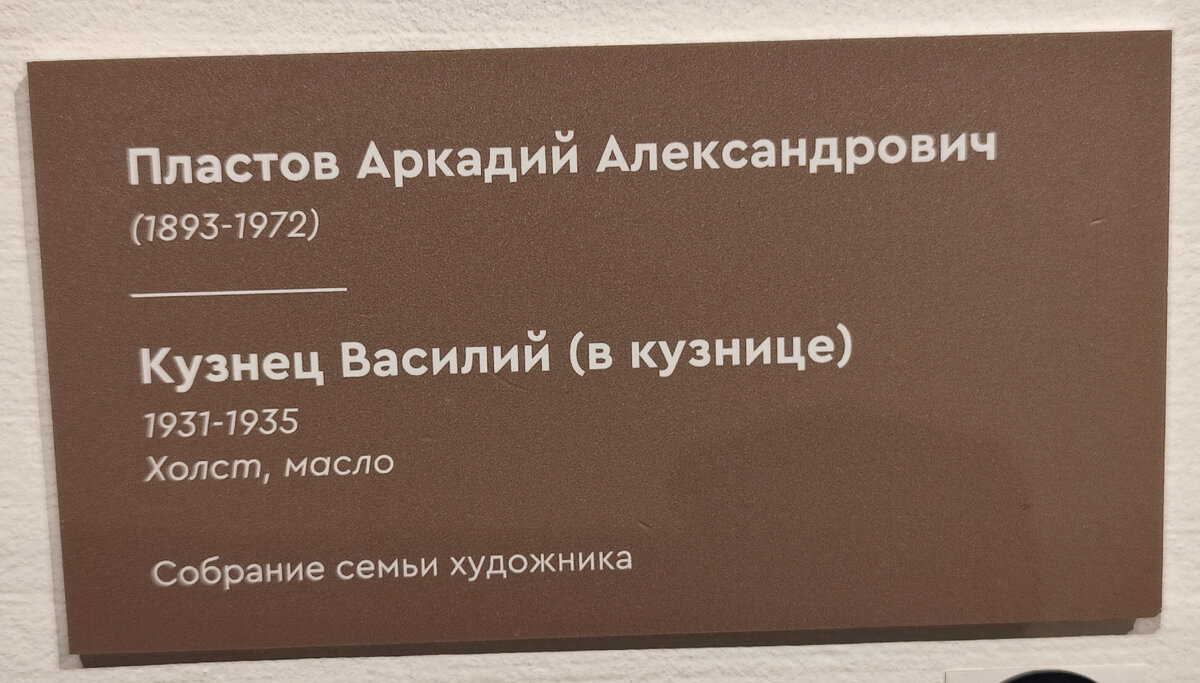 Пластов Аркадий Александрович
(1893-1972)
Кузнец Василий (в кузнице)
1931-1935
Холст, масло
Собрание семьи художника